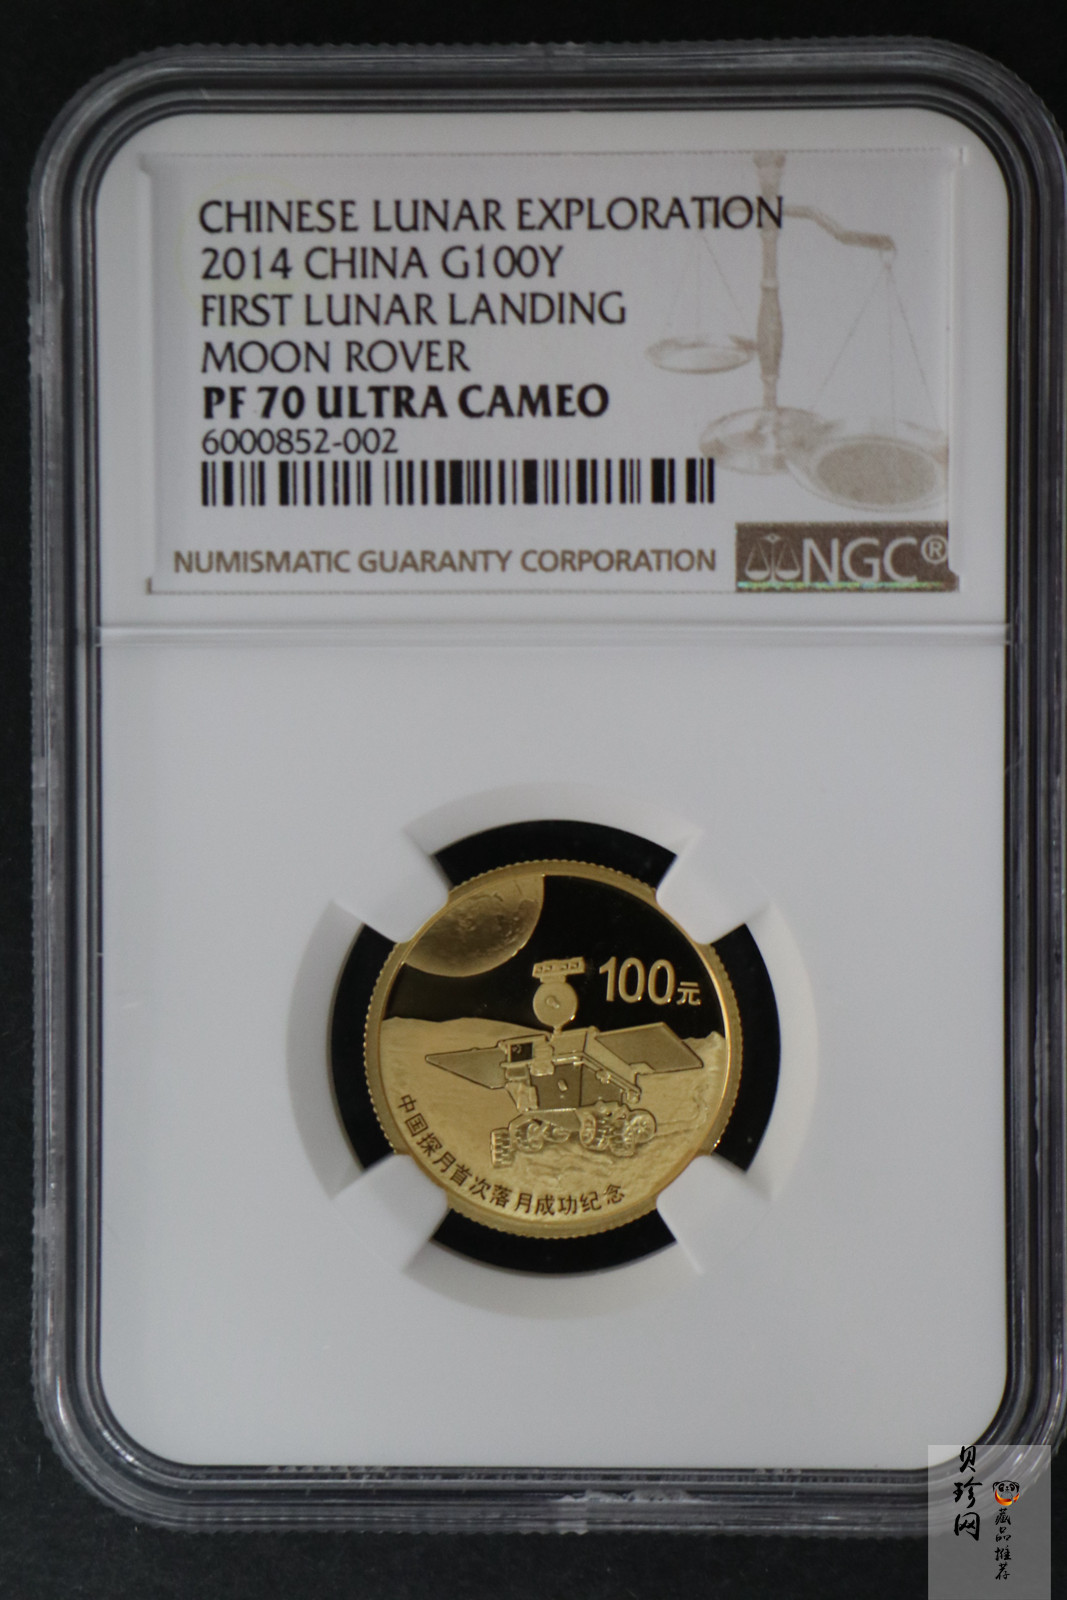 CHINESE LUNAR EXPLORATION
2014 CHINA G100Y
FIRST LUNAR LANDING
MOON ROVER
PF 70 ULTRA CAMEO
6000852-002
NUMISMATIC GUARANTY CORPORATION
NGC®
100元
中国探月首次落月成功纪念
贝珍网
藏品推荐